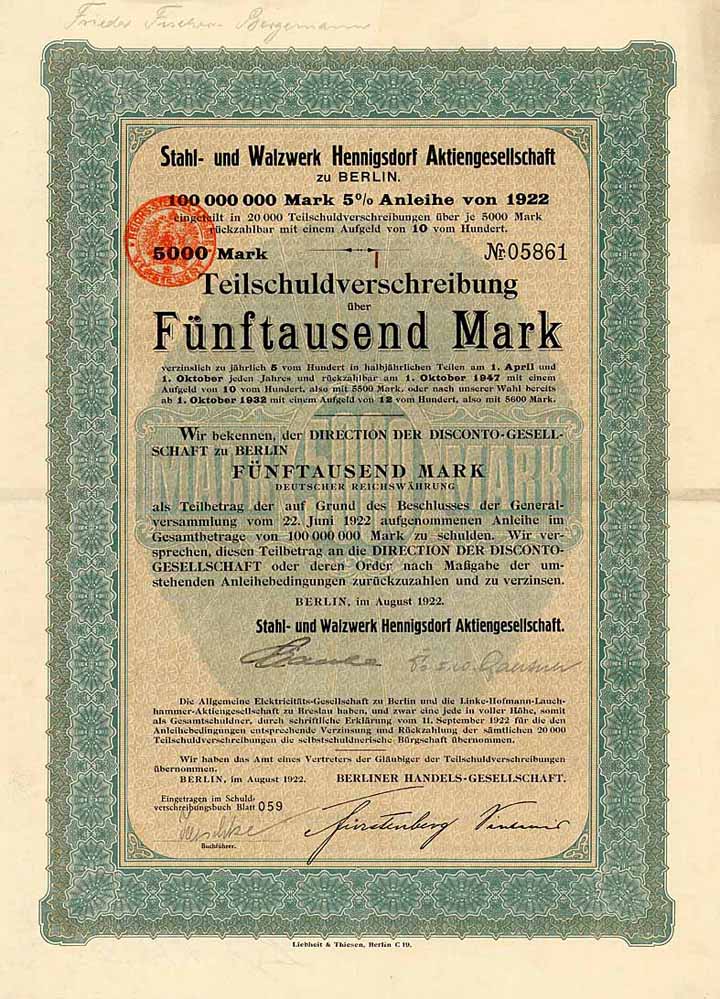 Frieder Fischer Bergemann
Stahl- und Walzwerk Hennigsdorf Aktiengesellschaft
zu BERLIN.
100 000 000 Mark 5% Anleihe von 1922
eingeteilt in 20 000 Teilschuldverschreibungen über je 5000 Mark
rückzahlbar mit einem Aufgeld von 10 vom Hundert.
5000 Mark № 05861
Teilschuldverschreibung
über
Fünftausend Mark
verzinslich zu jährlich 5 vom Hundert in halbjährlichen Teilen am 1. April und
1. Oktober jeden Jahres und rückzahlbar am 1. Oktober 1947 mit einem
Aufgeld von 10 vom Hundert, also mit 5500 Mark, oder nach unserer Wahl bereits
ab 1. Oktober 1932 mit einem Aufgeld von 12 vom Hundert, also mit 5600 Mark.
Wir bekennen, der DIRECTION DER DISCONTO-GESELL-
SCHAFT zu BERLIN
FÜNFTAUSEND MARK
DEUTSCHER REICHSWÄHRUNG
als Teilbetrag der auf Grund des Beschlusses der General-
versammlung vom 22. Juni 1922 aufgenommenen Anleihe im
Gesamtbetrage von 100 000 000 Mark zu schulden. Wir ver-
sprechen, diesen Teilbetrag an die DIRECTION DER DISCONTO-
GESELLSCHAFT oder deren Order nach Maßgabe der um-
stehenden Anleihebedingungen zurückzuzahlen und zu verzinsen.
BERLIN, im August 1922.
Stahl- und Walzwerk Hennigsdorf Aktiengesellschaft.
Die Allgemeine Elektricitäts-Gesellschaft zu Berlin und die Linke-Hofmann-Lauch-
hammer-Aktiengesellschaft zu Breslau haben, und zwar eine jede in voller Höhe, somit
als Gesamtschuldner, durch schriftliche Erklärung vom 11. September 1922 für die den
Anleihebedingungen entsprechende Verzinsung und Rückzahlung der sämtlichen 20 000
Teilschuldverschreibungen die selbstschuldnerische Bürgschaft übernommen.
Wir haben das Amt eines Vertreters der Gläubiger der Teilschuldverschreibungen
übernommen.
BERLIN, im August 1922. BERLINER HANDELS-GESELLSCHAFT.
Eingetragen im Schuld-
verschreibungsbuch Blatt 059
Fürstenberg
Buchführer.
MARK 5000 MARK
Liebheit & Thiesen, Berlin C 19.